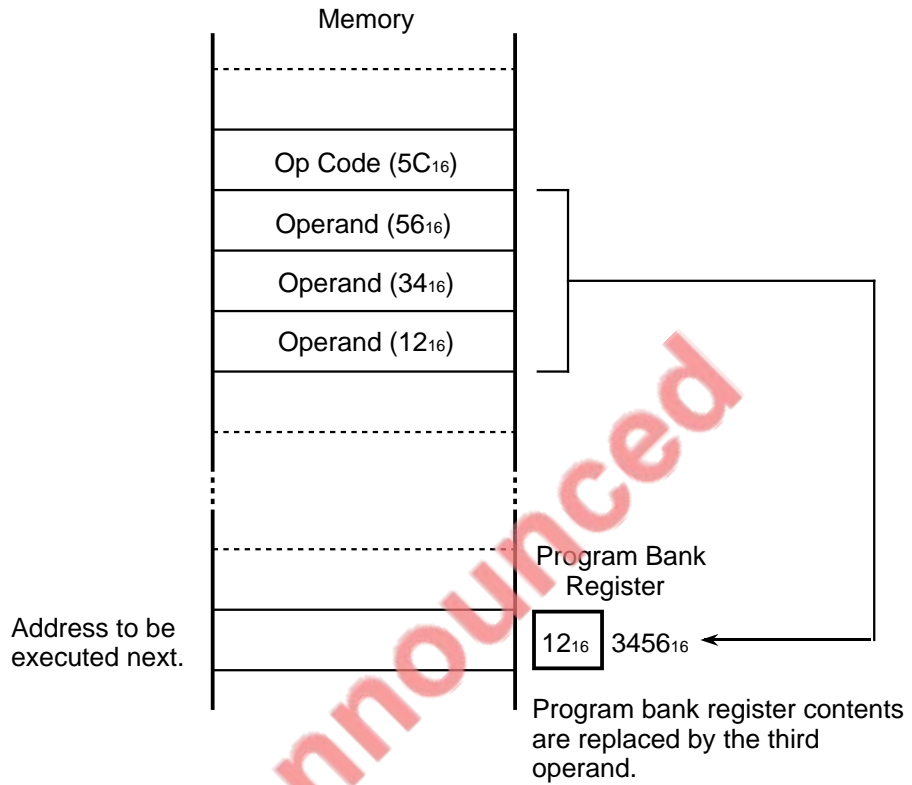 Memory
Op Code (5C16)
Operand (5616)
Operand (3416)
Operand (1216)
Program Bank
Register
Address to be
executed next.
1216 345616
Program bank register contents
are replaced by the third
operand.
nnounced